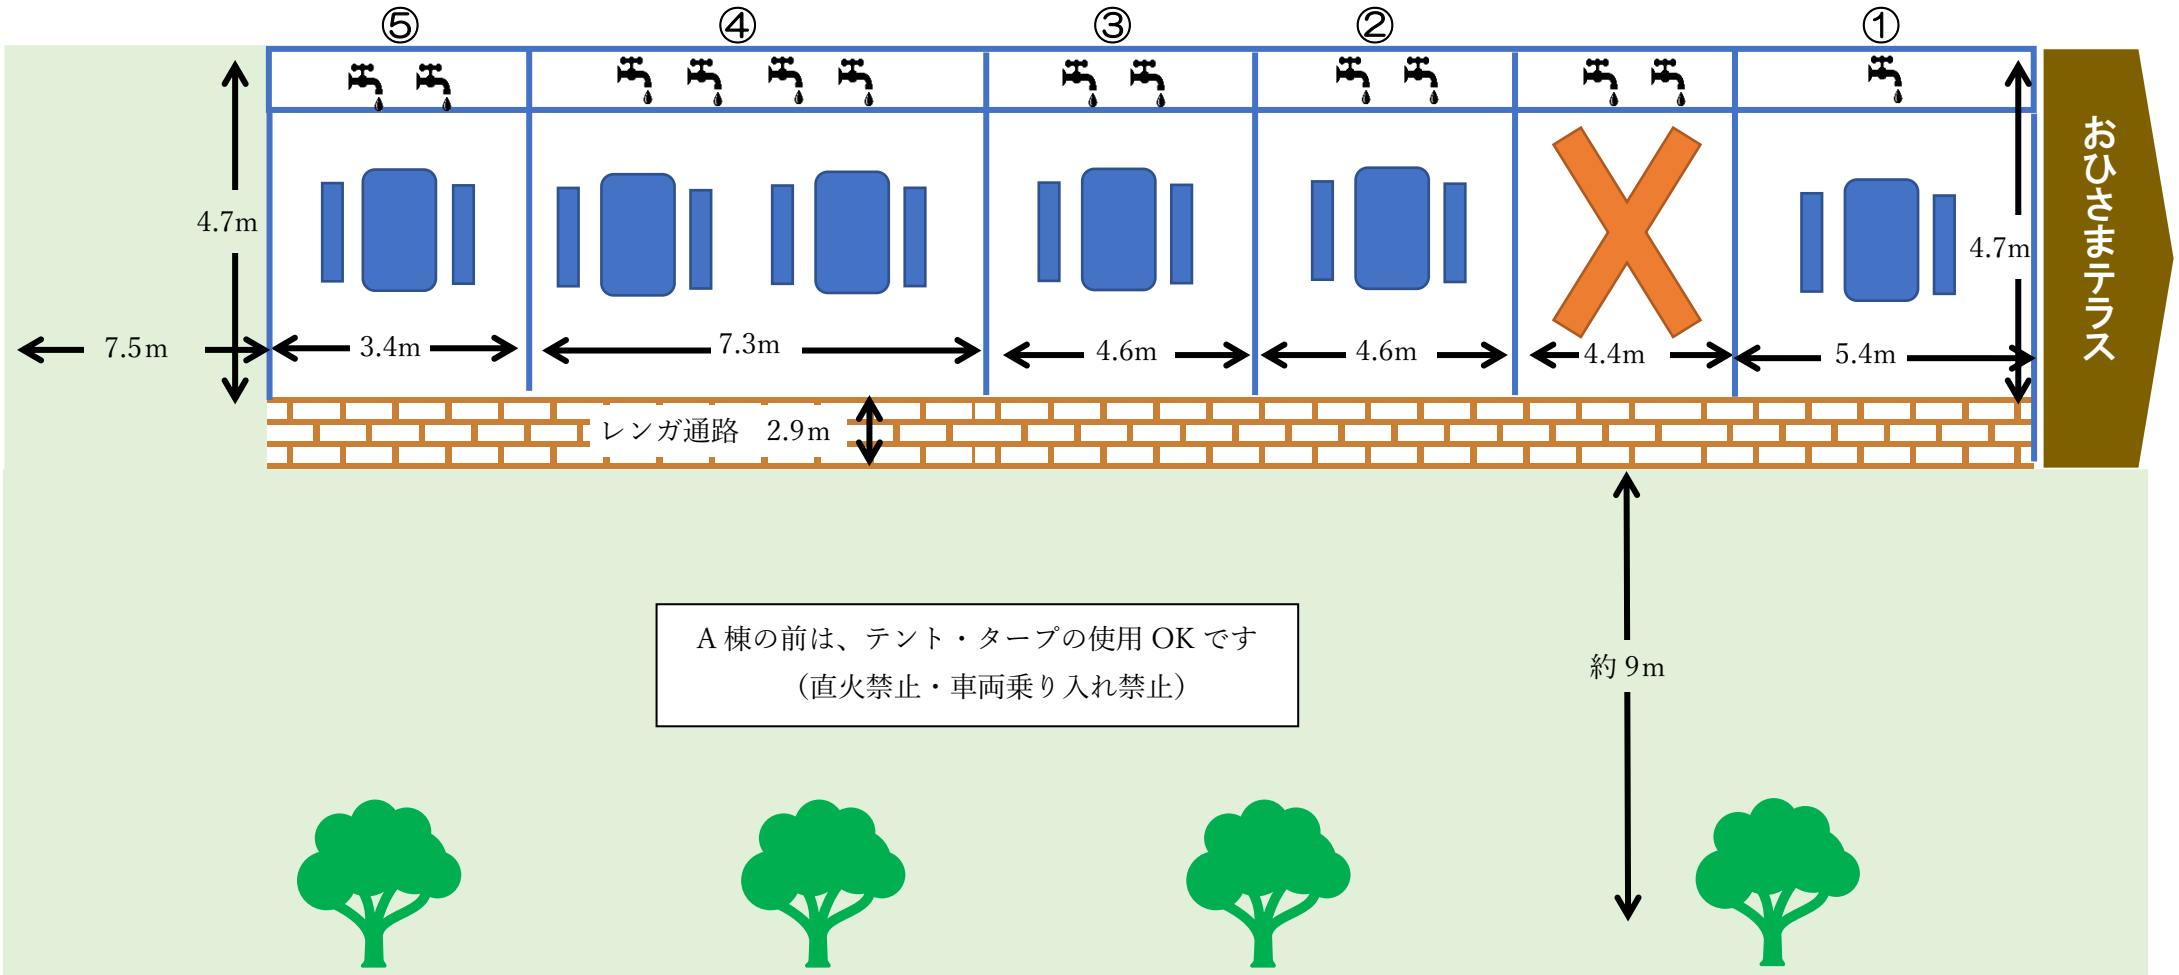 ⑤ ④ ③ ② ①
4.7m
4.7m
7.5m
3.4m
7.3m
4.6m
4.6m
4.4m
5.4m
おひさまテラス
レンガ通路　2.9m
A 棟の前は、テント・タープの使用 OK です
（直火禁止・車両乗り入れ禁止）
約 9m